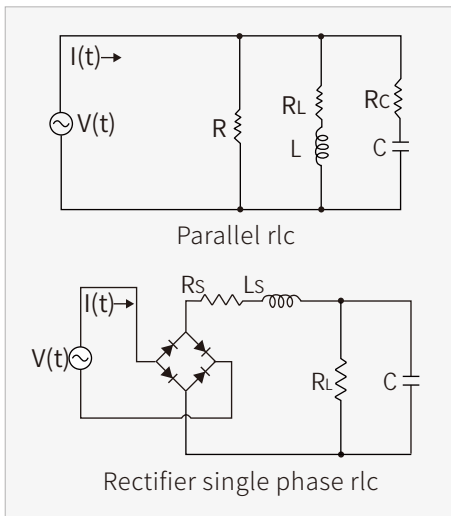 I(t)
V(t)
R
RL
L
RC
C
Parallel rlc
RS
LS
I(t)
V(t)
RL
C
Rectifier single phase rlc